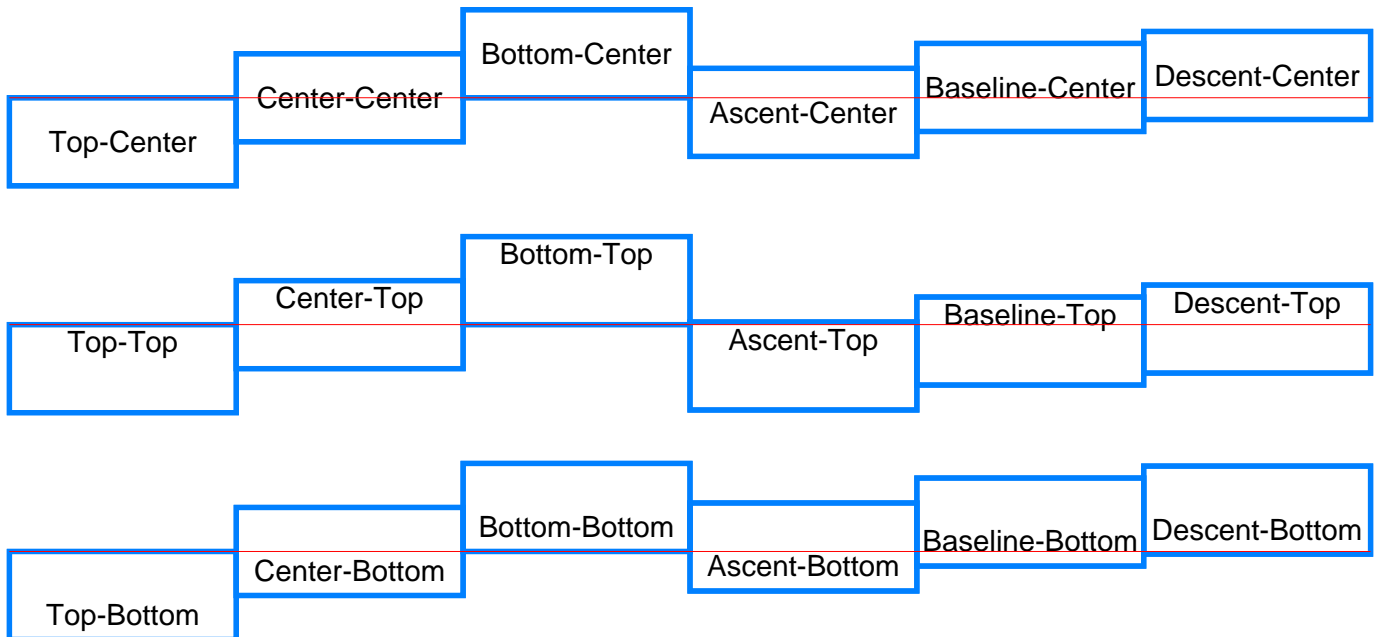 Top-Center Center-Center Bottom-Center Ascent-Center Baseline-Center Descent-Center
Top-Top Center-Top Bottom-Top Ascent-Top Baseline-Top Descent-Top
Top-Bottom Center-Bottom Bottom-Bottom Ascent-Bottom Baseline-Bottom Descent-Bottom